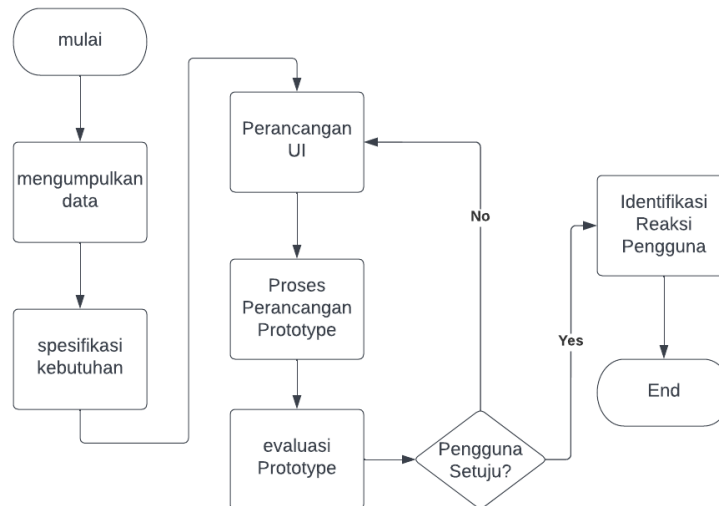 mulai
mengumpulkan
data
spesifikasi
kebutuhan
Perancangan
UI
Proses
Perancangan
Prototype
evaluasi
Prototype
Pengguna
Setuju?
No
Yes
Identifikasi
Reaksi
Pengguna
End